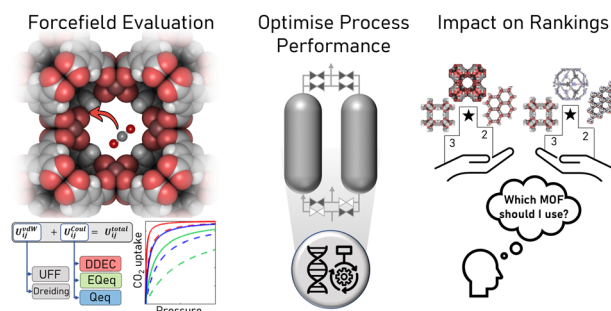 Forcefield Evaluation
Optimise Process
Performance
Impact on Rankings
3
2
3
2
Which MOF
should I use?
U_ij^vdW + U_ij^Coul = U_ij^total
UFF
Dreiding
DDEC
EQeq
Qeq
CO₂ uptake
Pressure